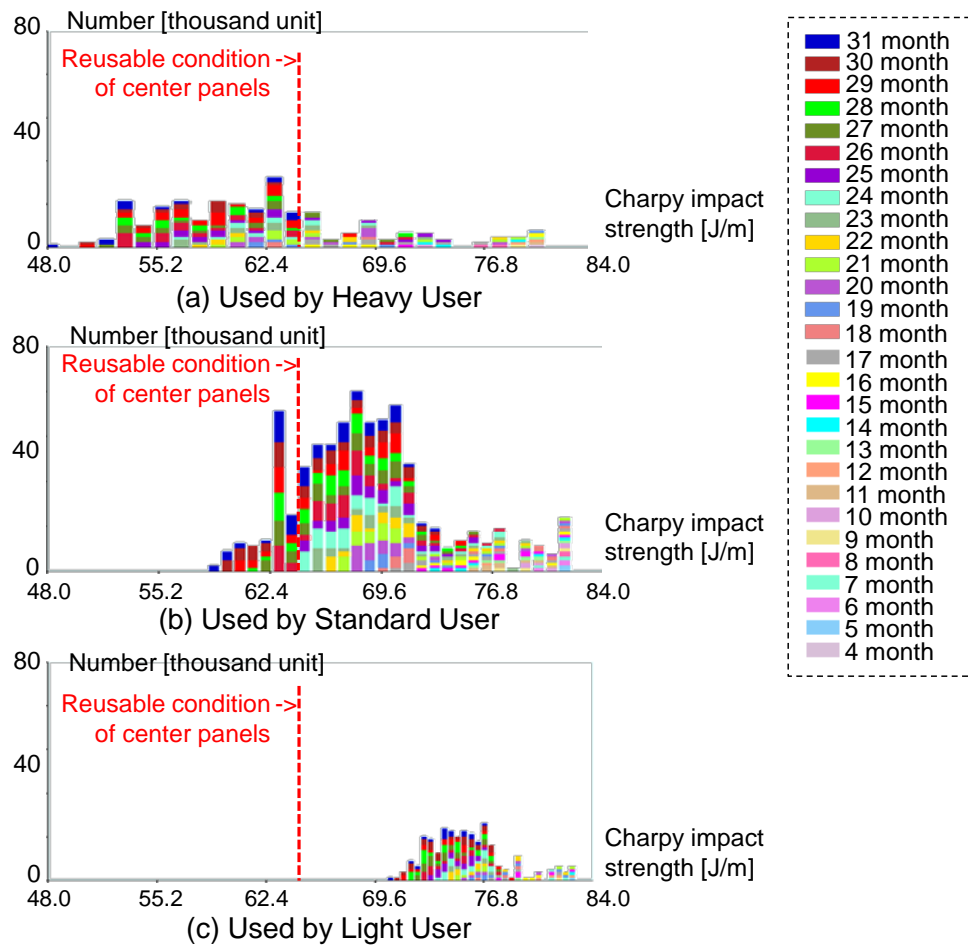 Number [thousand unit]
80
Reusable condition ->
of center panels
40
Charpy impact
strength [J/m]
0
48.0 55.2 62.4 69.6 76.8 84.0
(a) Used by Heavy User
Number [thousand unit]
80
Reusable condition ->
of center panels
40
Charpy impact
strength [J/m]
0
48.0 55.2 62.4 69.6 76.8 84.0
(b) Used by Standard User
Number [thousand unit]
80
Reusable condition ->
of center panels
40
Charpy impact
strength [J/m]
0
48.0 55.2 62.4 69.6 76.8 84.0
(c) Used by Light User
31 month
30 month
29 month
28 month
27 month
26 month
25 month
24 month
23 month
22 month
21 month
20 month
19 month
18 month
17 month
16 month
15 month
14 month
13 month
12 month
11 month
10 month
9 month
8 month
7 month
6 month
5 month
4 month